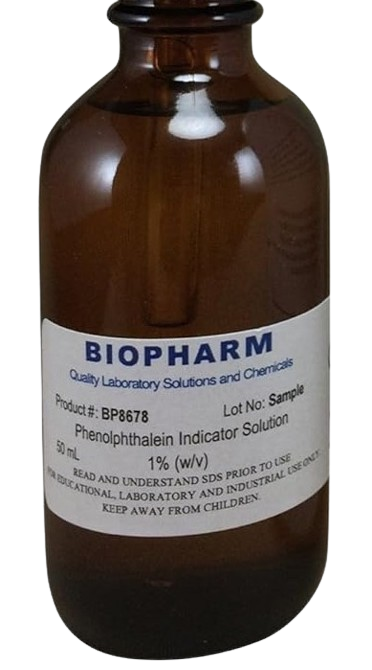 BIOPHARM
Quality Laboratory Solutions and Chemicals
Product #: BP8678 Lot No: Sample
Phenolphthalein Indicator Solution
50 mL 1% (w/v)
READ AND UNDERSTAND SDS PRIOR TO USE
FOR EDUCATIONAL, LABORATORY AND INDUSTRIAL USE ONLY.
KEEP AWAY FROM CHILDREN.